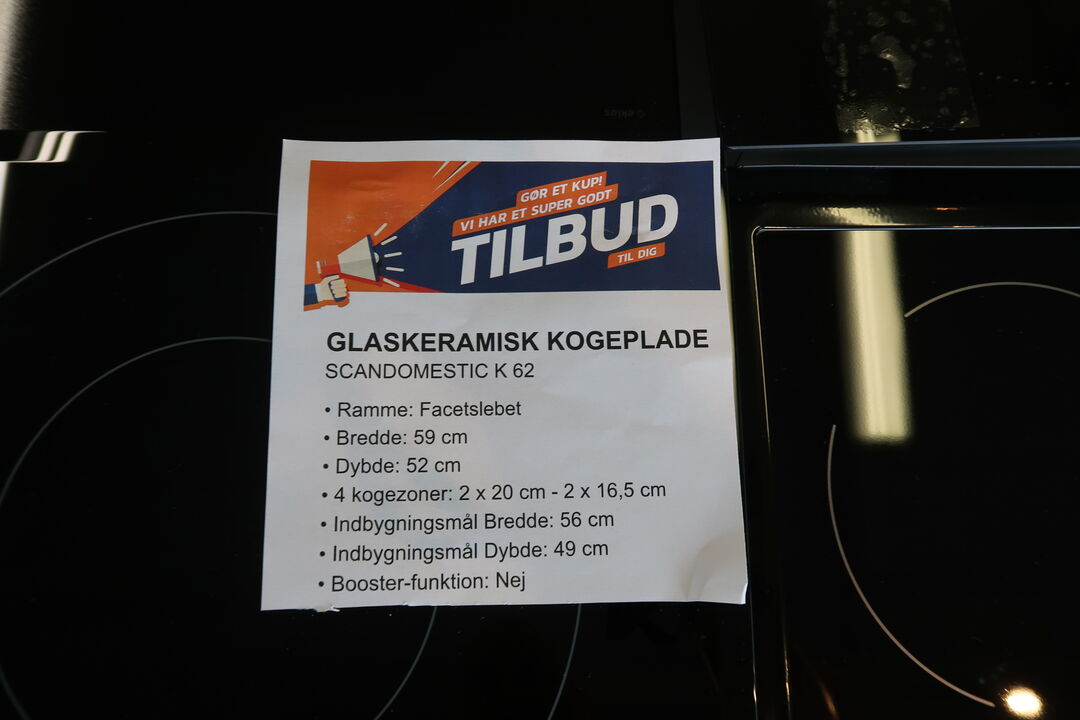 GØR ET KUP!
VI HAR ET SUPER GODT
TILBUD
TIL DIG
GLASKERAMISK KOGEPLADE
SCANDOMESTIC K 62
• Ramme: Facetslebet
• Bredde: 59 cm
• Dybde: 52 cm
• 4 kogezoner: 2 x 20 cm - 2 x 16,5 cm
• Indbygningsmål Bredde: 56 cm
• Indbygningsmål Dybde: 49 cm
• Booster-funktion: Nej